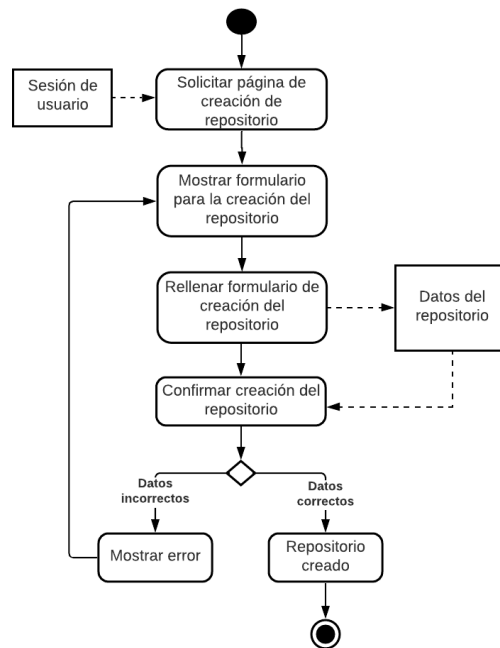 Sesión de
usuario
Solicitar página de
creación de
repositorio
Mostrar formulario
para la creación del
repositorio
Rellenar formulario de
creación del
repositorio
Datos del
repositorio
Confirmar creación del
repositorio
Datos
incorrectos
Datos
correctos
Mostrar error
Repositorio
creado